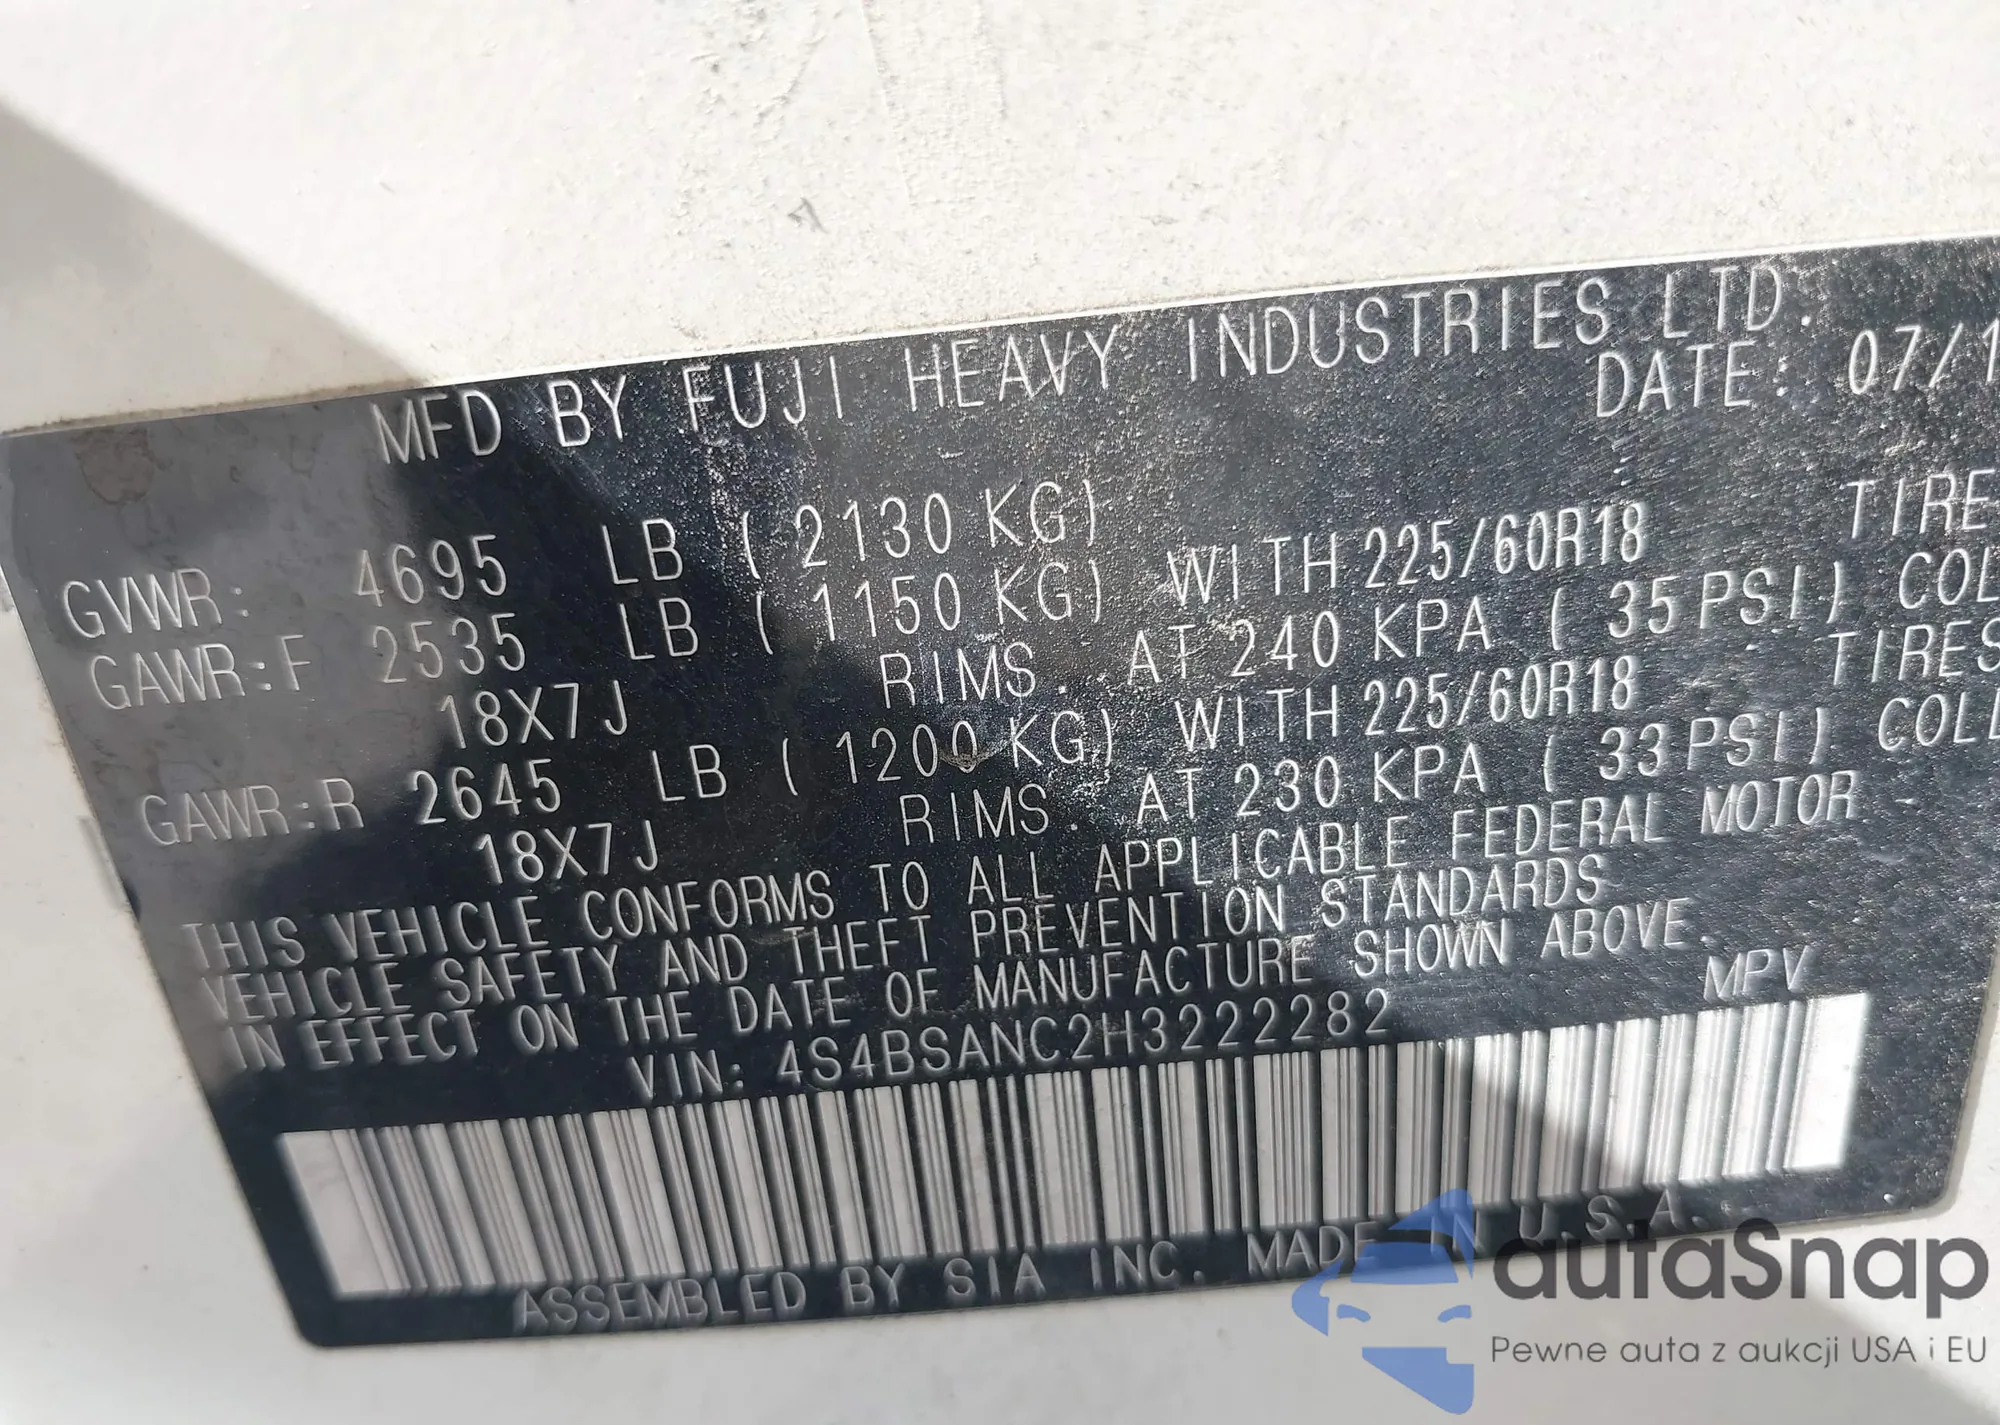 MFD BY FUJI HEAVY INDUSTRIES LTD.
DATE: 07/1
GVWR: 4695 LB ( 2130 KG)
GAWR:F 2535 LB ( 1150 KG) WITH 225/60R18 TIRE
18X7J RIMS. AT 240 KPA ( 35 PSI) COL
GAWR:R 2645 LB ( 1200 KG) WITH 225/60R18 TIRES
18X7J RIMS. AT 230 KPA ( 33 PSI) COL
THIS VEHICLE CONFORMS TO ALL APPLICABLE FEDERAL MOTOR
VEHICLE SAFETY AND THEFT PREVENTION STANDARDS
IN EFFECT ON THE DATE OF MANUFACTURE SHOWN ABOVE.
VIN: 4S4BSANC2H3222282 MPV
ASSEMBLED BY SIA INC. MADE IN U.S.A.
autaSnap
Pewne auta z aukcji USA i EU